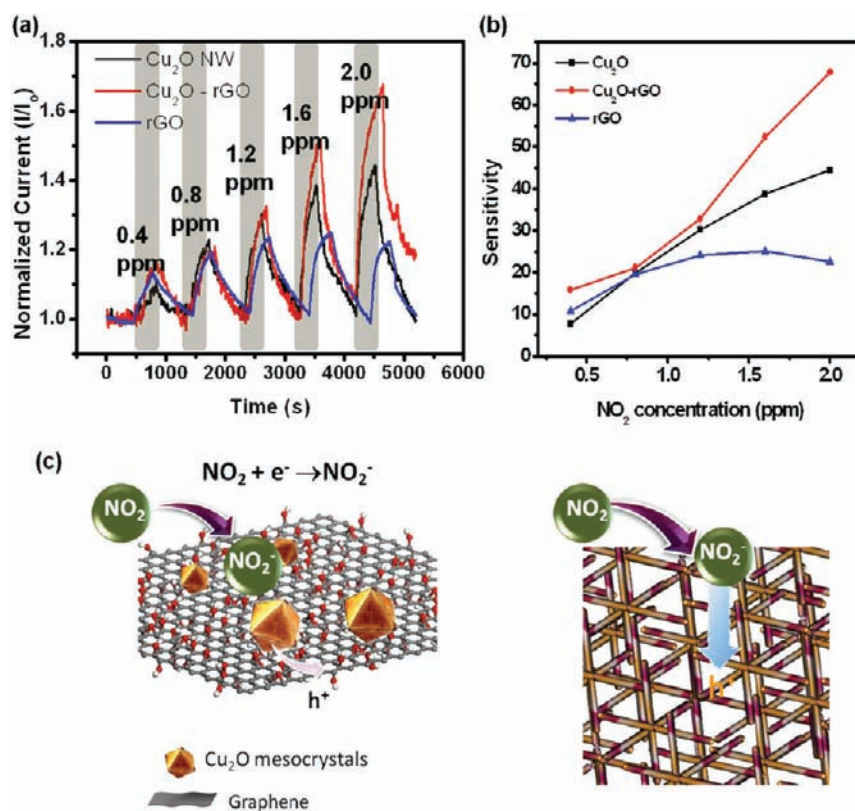 (a)
1.8
1.6
1.4
1.2
1.0
Normalized Current (I/I₀)
Cu₂O NW
Cu₂O - rGO
rGO
0.4
ppm
0.8
ppm
1.2
ppm
1.6
ppm
2.0
ppm
0 1000 2000 3000 4000 5000 6000
Time (s)
(b)
70
60
50
40
30
20
10
0
Sensitivity
Cu₂O
Cu₂O-rGO
rGO
0.5 1.0 1.5 2.0
NO₂ concentration (ppm)
(c)
NO₂ + e⁻ →NO₂⁻
NO₂
NO₂⁻
h⁺
Cu₂O mesocrystals
Graphene
NO₂
NO₂⁻
h⁺